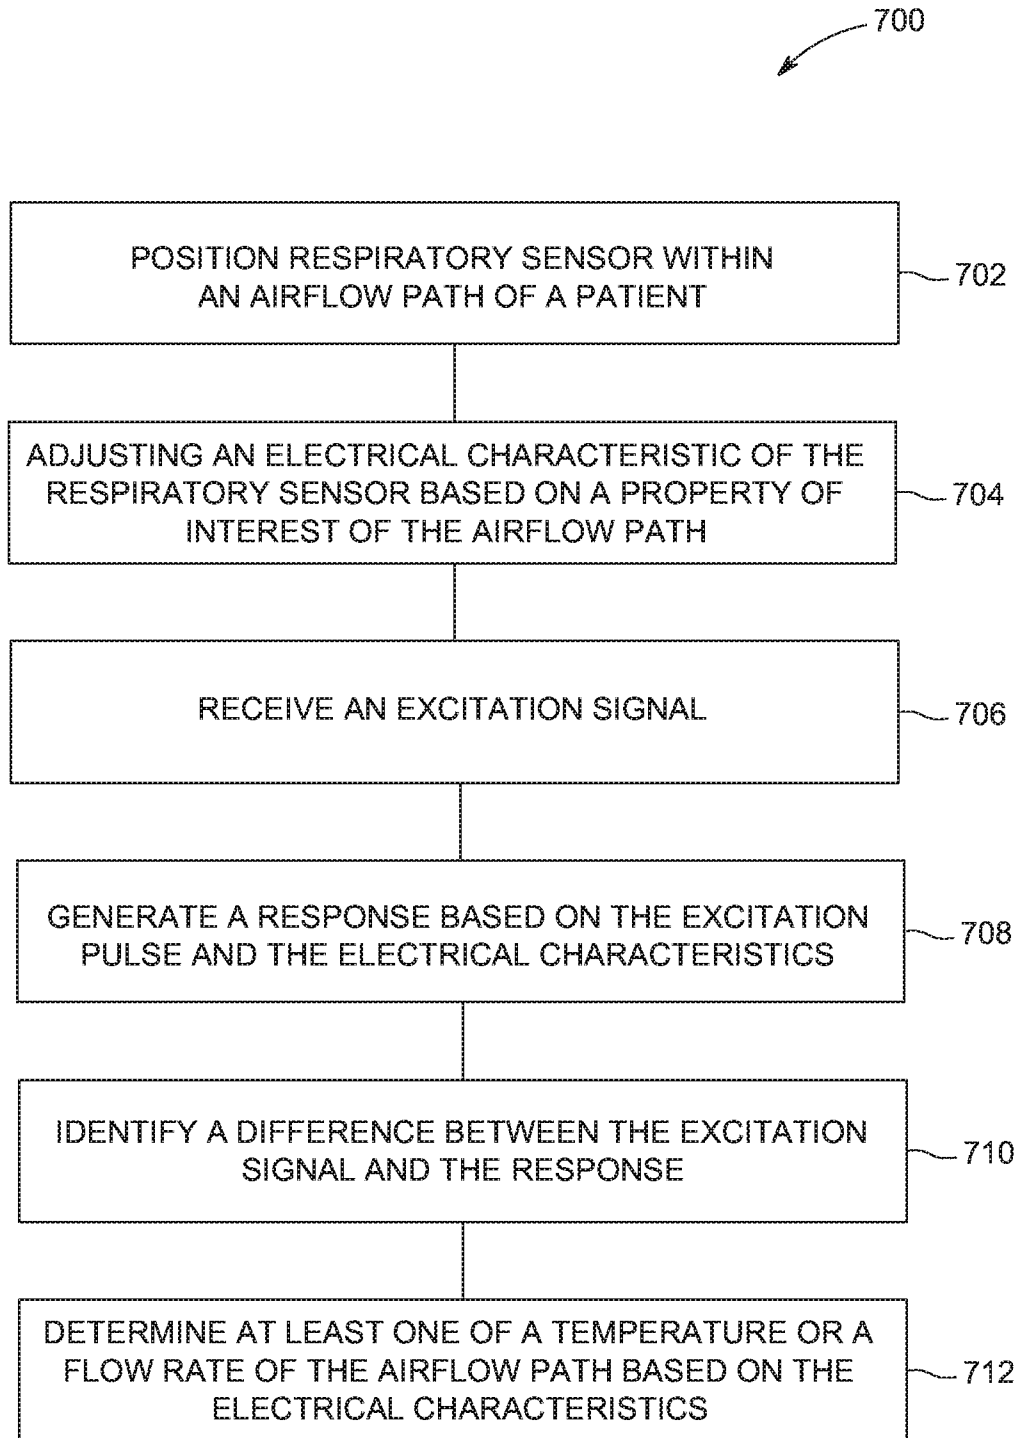 700
POSITION RESPIRATORY SENSOR WITHIN
AN AIRFLOW PATH OF A PATIENT
702
ADJUSTING AN ELECTRICAL CHARACTERISTIC OF THE
RESPIRATORY SENSOR BASED ON A PROPERTY OF
INTEREST OF THE AIRFLOW PATH
704
RECEIVE AN EXCITATION SIGNAL
706
GENERATE A RESPONSE BASED ON THE EXCITATION
PULSE AND THE ELECTRICAL CHARACTERISTICS
708
IDENTIFY A DIFFERENCE BETWEEN THE EXCITATION
SIGNAL AND THE RESPONSE
710
DETERMINE AT LEAST ONE OF A TEMPERATURE OR A
FLOW RATE OF THE AIRFLOW PATH BASED ON THE
ELECTRICAL CHARACTERISTICS
712